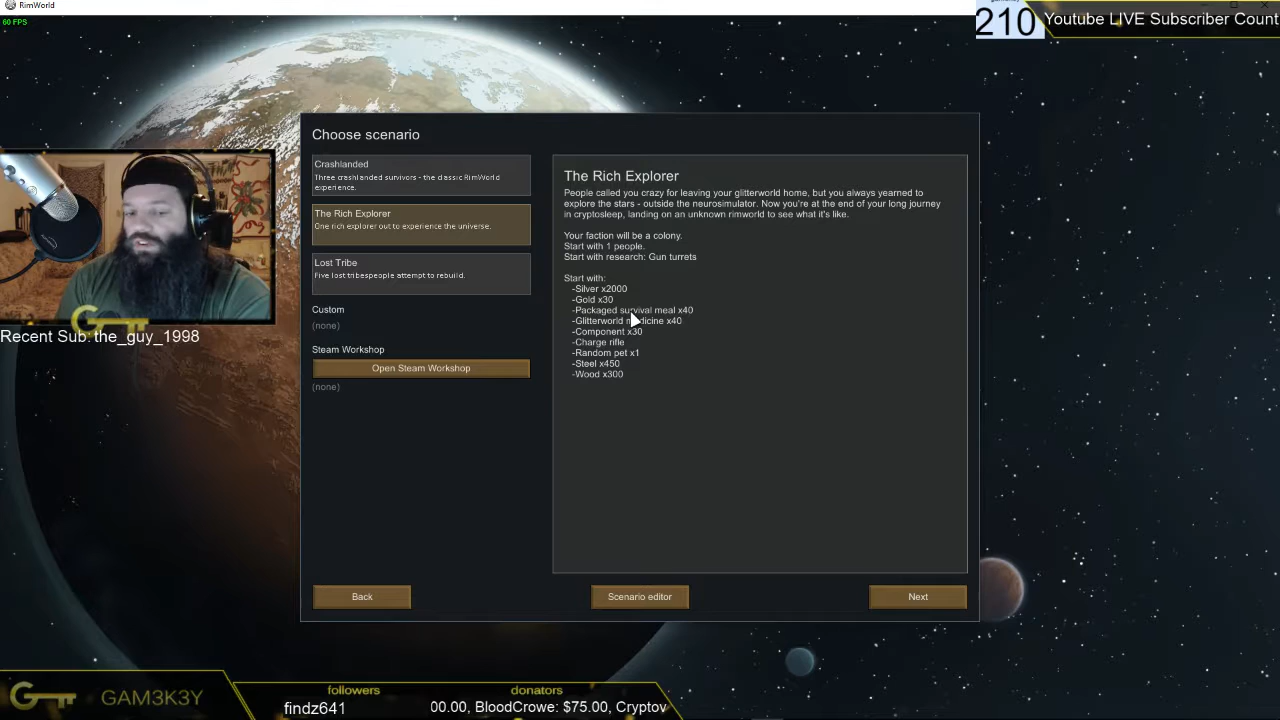 RimWorld
60 FPS
210
Youtube LIVE Subscriber Count
Choose scenario
Crashlanded
Three crashlanded survivors - the classic RimWorld
experience.
The Rich Explorer
One rich explorer out to experience the universe.
Lost Tribe
Five lost tribespeople attempt to rebuild.
Custom
(none)
Steam Workshop
Open Steam Workshop
(none)
The Rich Explorer
People called you crazy for leaving your glitterworld home, but you always yearned to
explore the stars - outside the neurosimulator. Now you're at the end of your long journey
in cryptosleep, landing on an unknown rimworld to see what it's like.
Your faction will be a colony.
Start with 1 people.
Start with research: Gun turrets
Start with:
-Silver x2000
-Gold x30
-Packaged survival meal x40
-Glitterworld medicine x40
-Component x30
-Charge rifle
-Random pet x1
-Steel x450
-Wood x300
Back
Scenario editor
Next
Recent Sub: the_guy_1998
GAM3K3Y
followers
findz641
donators
00.00, BloodCrowe: $75.00, Cryptov